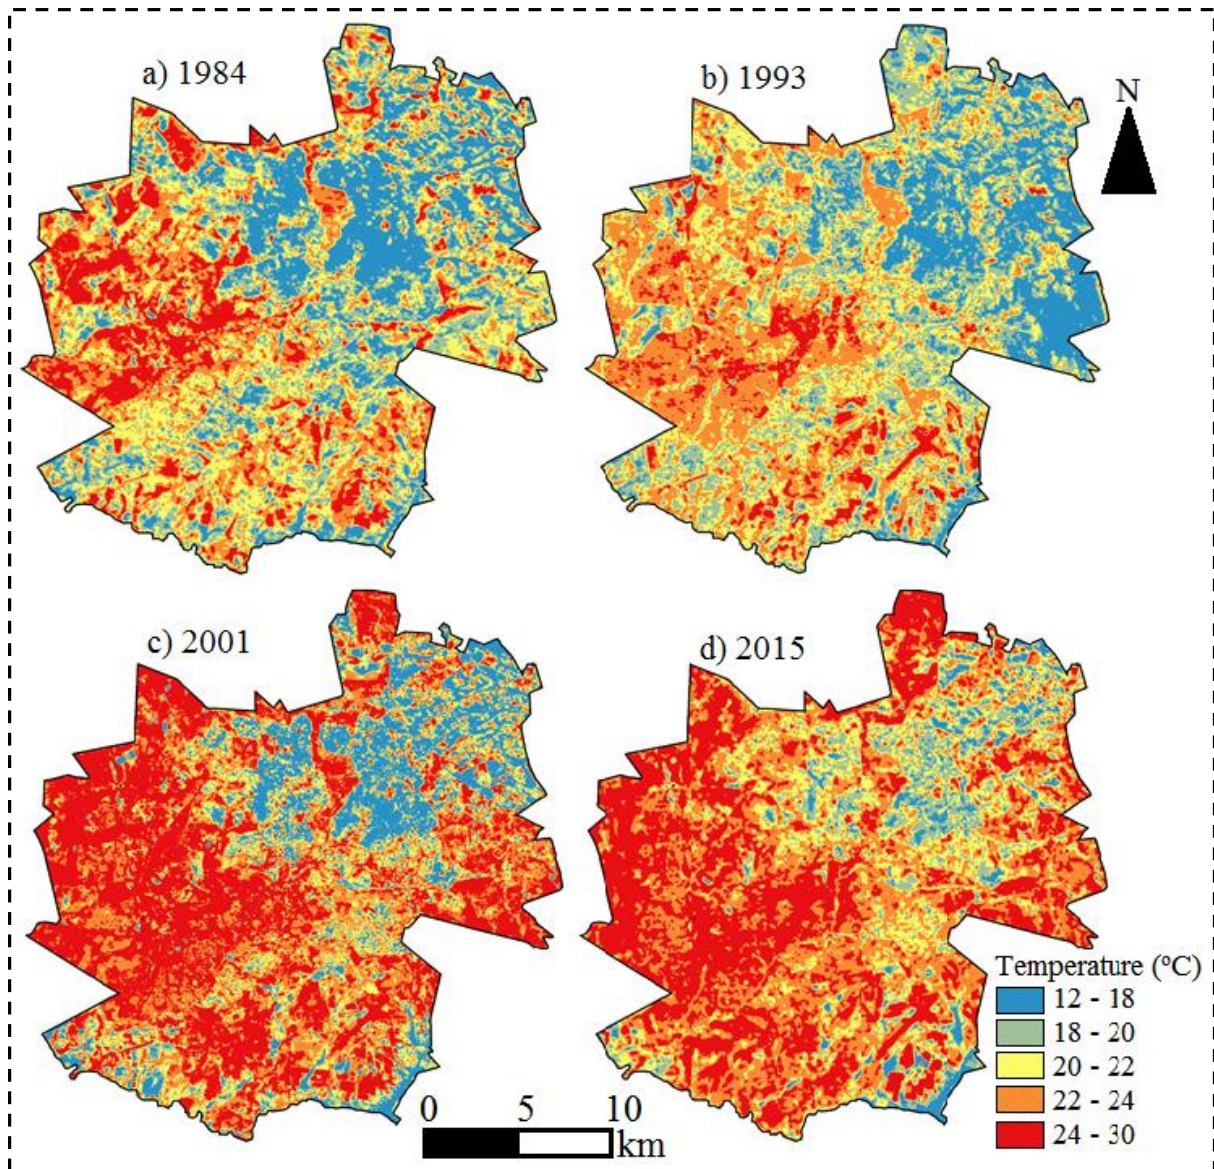 a) 1984
b) 1993
N
c) 2001
d) 2015
Temperature (ºC)
12 - 18
18 - 20
20 - 22
22 - 24
24 - 30
0 5 10
km